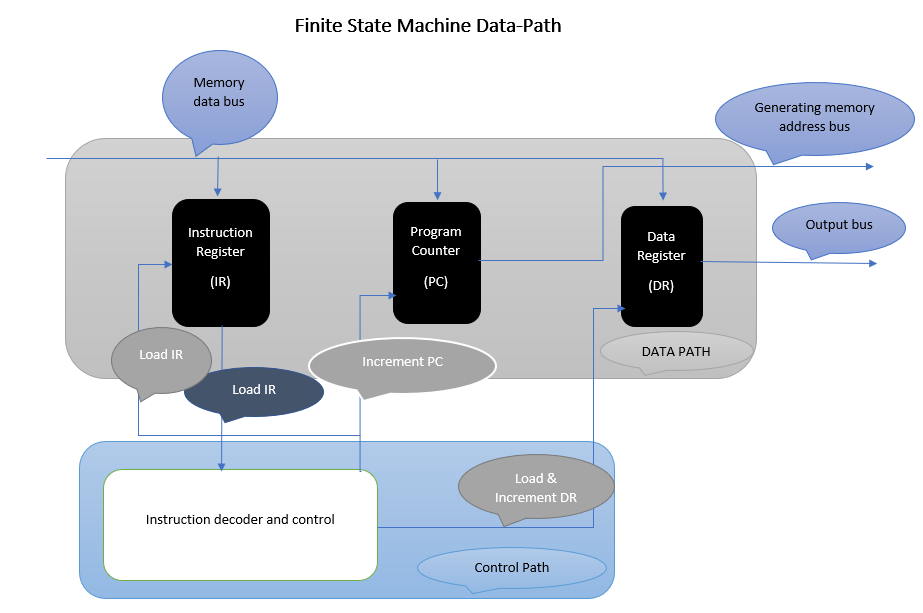 Finite State Machine Data-Path
Memory
data bus
Generating memory
address bus
Instruction
Register
(IR)
Program
Counter
(PC)
Data
Register
(DR)
Output bus
Load IR
Load IR
Increment PC
DATA PATH
Load &
Increment DR
Instruction decoder and control
Control Path